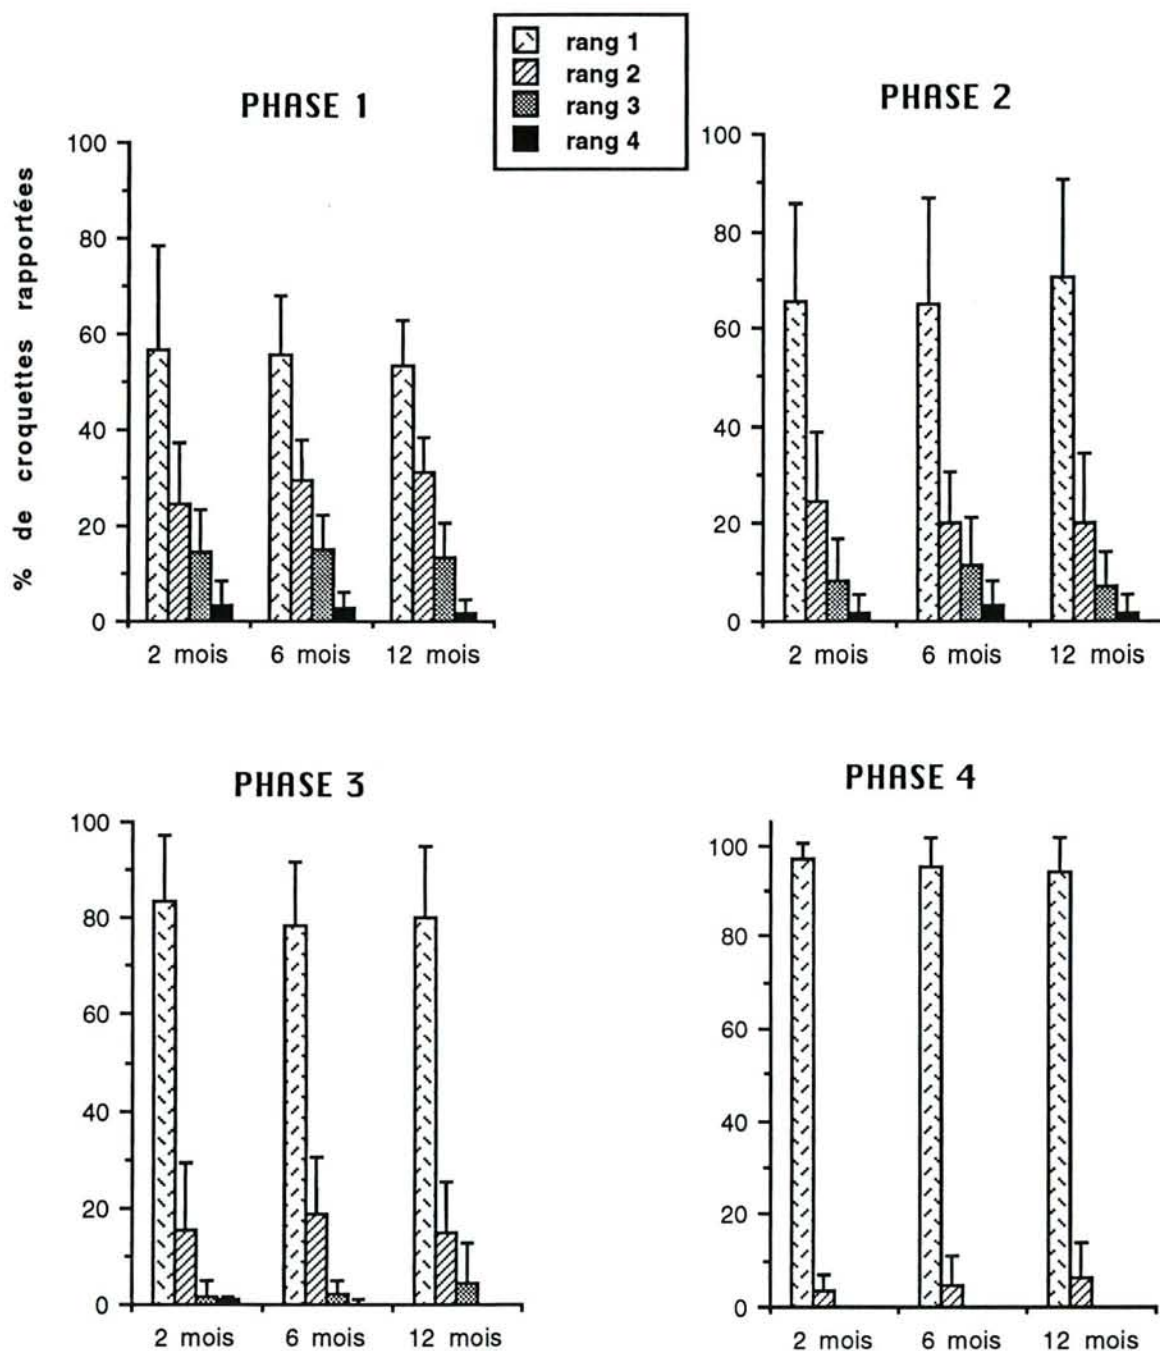 rang 1
rang 2
rang 3
rang 4
PHASE 1
% de croquettes rapportées
100
80
60
40
20
0
2 mois
6 mois
12 mois
PHASE 2
100
80
60
40
20
0
2 mois
6 mois
12 mois
PHASE 3
100
80
60
40
20
0
2 mois
6 mois
12 mois
PHASE 4
100
80
60
40
20
0
2 mois
6 mois
12 mois